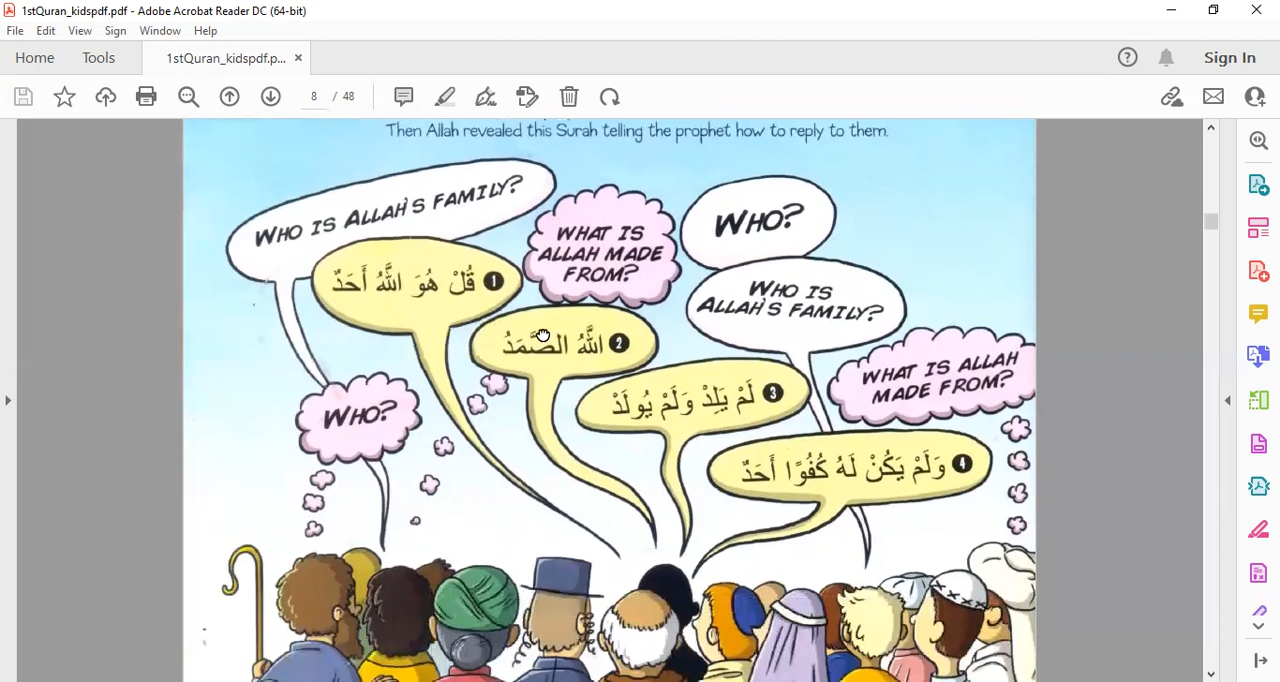 1stQuran_kidspdf.pdf - Adobe Acrobat Reader DC (64-bit)
File Edit View Sign Window Help
Home Tools 1stQuran_kidspdf.p... × Sign In
8 / 48
Then Allah revealed this Surah telling the prophet how to reply to them.
WHO IS ALLAH'S FAMILY?
WHAT IS
ALLAH MADE
FROM?
WHO?
1 قُلْ هُوَ اللَّهُ أَحَدٌ
WHO IS
ALLAH'S FAMILY?
2 اللَّهُ الصَّمَدُ
WHAT IS ALLAH
MADE FROM?
3 لَمْ يَلِدْ وَلَمْ يُولَدْ
WHO?
4 وَلَمْ يَكُنْ لَهُ كُفُوًا أَحَدٌ